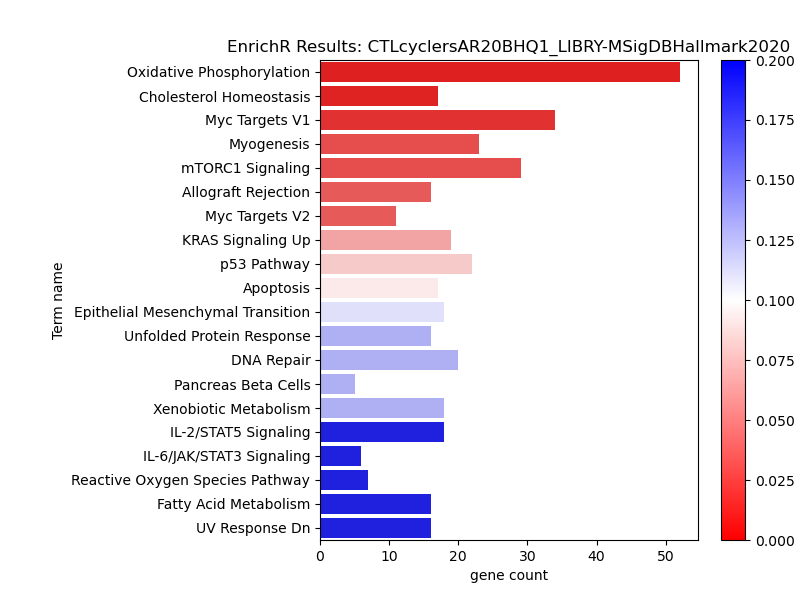 EnrichR Results: CTLcyclersAR20BHQ1_LIBRY-MSigDBHallmark2020
Term name
Oxidative Phosphorylation
Cholesterol Homeostasis
Myc Targets V1
Myogenesis
mTORC1 Signaling
Allograft Rejection
Myc Targets V2
KRAS Signaling Up
p53 Pathway
Apoptosis
Epithelial Mesenchymal Transition
Unfolded Protein Response
DNA Repair
Pancreas Beta Cells
Xenobiotic Metabolism
IL-2/STAT5 Signaling
IL-6/JAK/STAT3 Signaling
Reactive Oxygen Species Pathway
Fatty Acid Metabolism
UV Response Dn
0 10 20 30 40 50
gene count
0.200
0.175
0.150
0.125
0.100
0.075
0.050
0.025
0.000